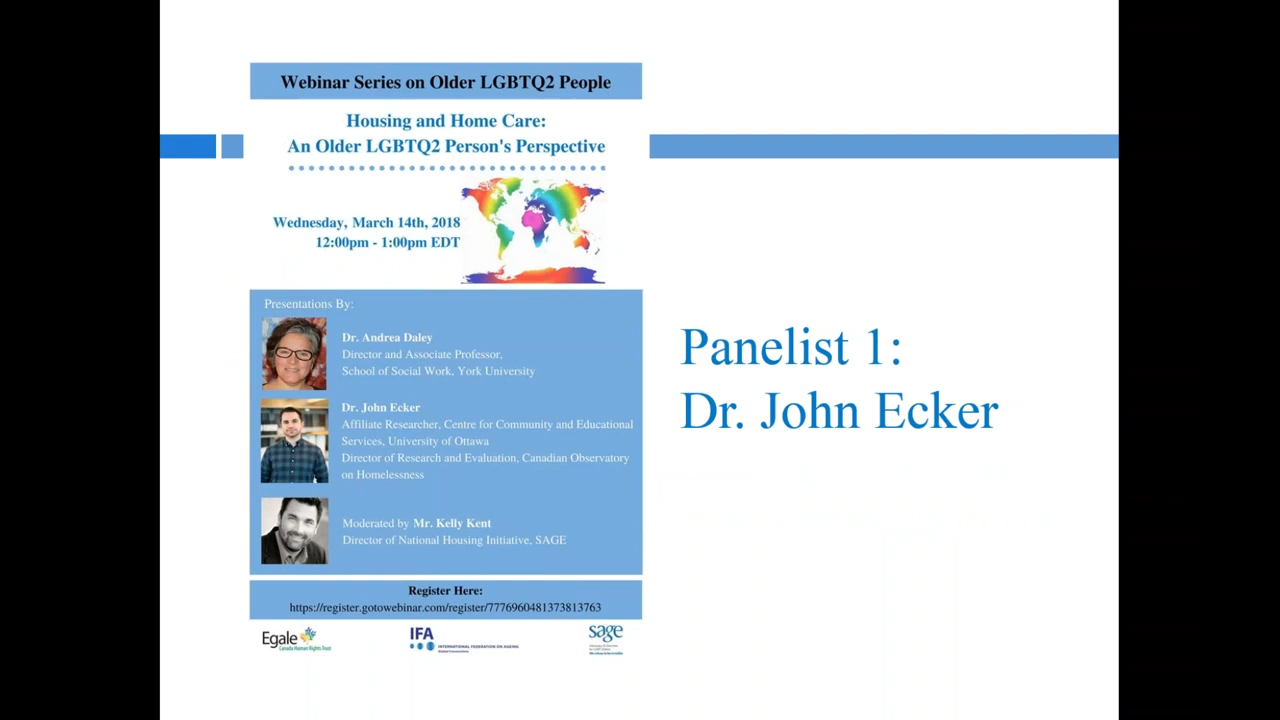 Webinar Series on Older LGBTQ2 People
Housing and Home Care:
An Older LGBTQ2 Person's Perspective
Wednesday, March 14th, 2018
12:00pm - 1:00pm EDT
Presentations By:
Dr. Andrea Daley
Director and Associate Professor,
School of Social Work, York University
Dr. John Ecker
Affiliate Researcher, Centre for Community and Educational
Services, University of Ottawa
Director of Research and Evaluation, Canadian Observatory
on Homelessness
Moderated by Mr. Kelly Kent
Director of National Housing Initiative, SAGE
Register Here:
https://register.gotowebinar.com/register/7776960481373813763
Egale
Canada Human Rights Trust
IFA
INTERNATIONAL FEDERATION ON AGEING
sage
Panelist 1:
Dr. John Ecker